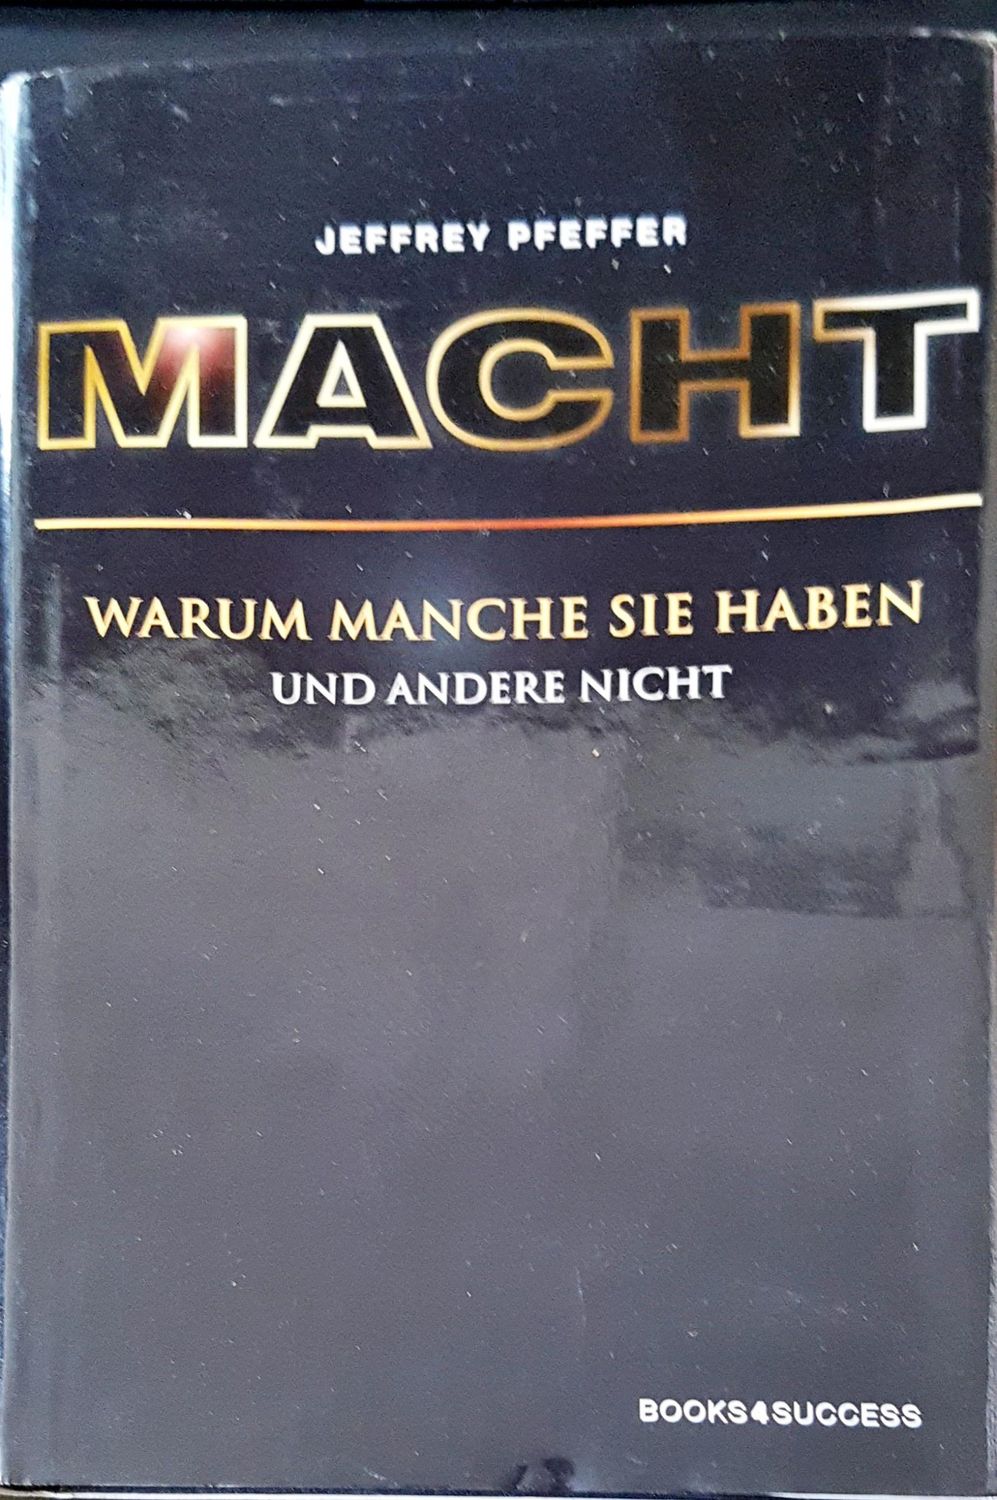 JEFFREY PFEFFER
MACHT
WARUM MANCHE SIE HABEN
UND ANDERE NICHT
BOOKS4SUCCESS